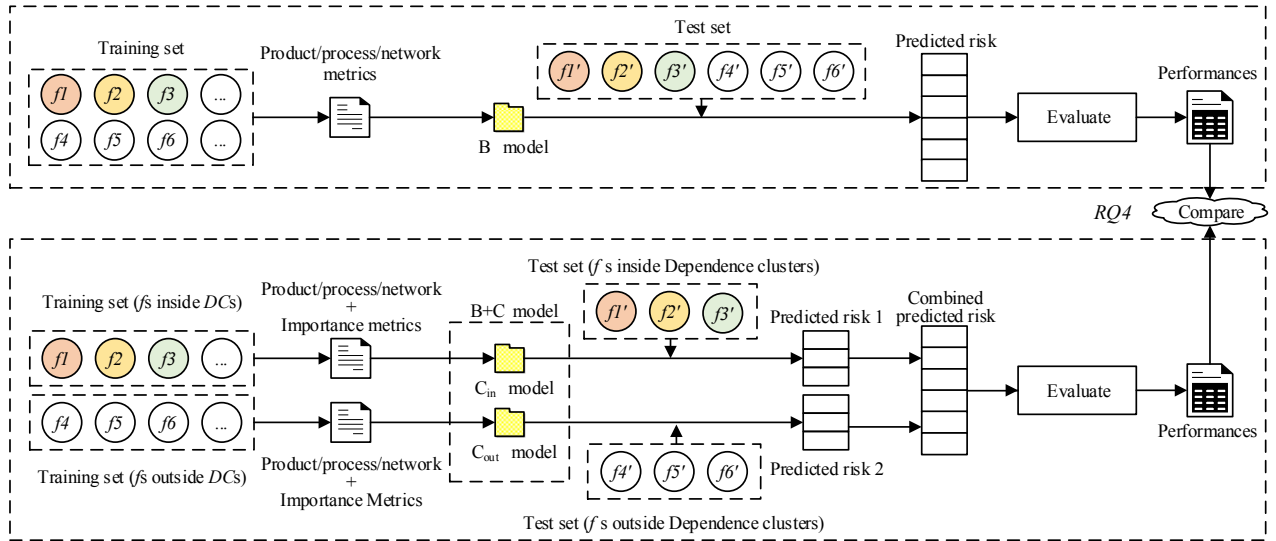 Training set
f1 f2 f3 ...
f4 f5 f6 ...
Product/process/network
metrics
B model
Test set
f1' f2' f3' f4' f5' f6'
Predicted risk
Evaluate
Performances
RQ4
Compare
Training set (fs inside DCs)
f1 f2 f3 ...
f4 f5 f6 ...
Training set (fs outside DCs)
Product/process/network
+
Importance metrics
Product/process/network
+
Importance Metrics
B+C model
Cin model
Cout model
Test set (f s inside Dependence clusters)
f1' f2' f3'
f4' f5' f6'
Test set (f s outside Dependence clusters)
Predicted risk 1
Predicted risk 2
Combined
predicted risk
Evaluate
Performances